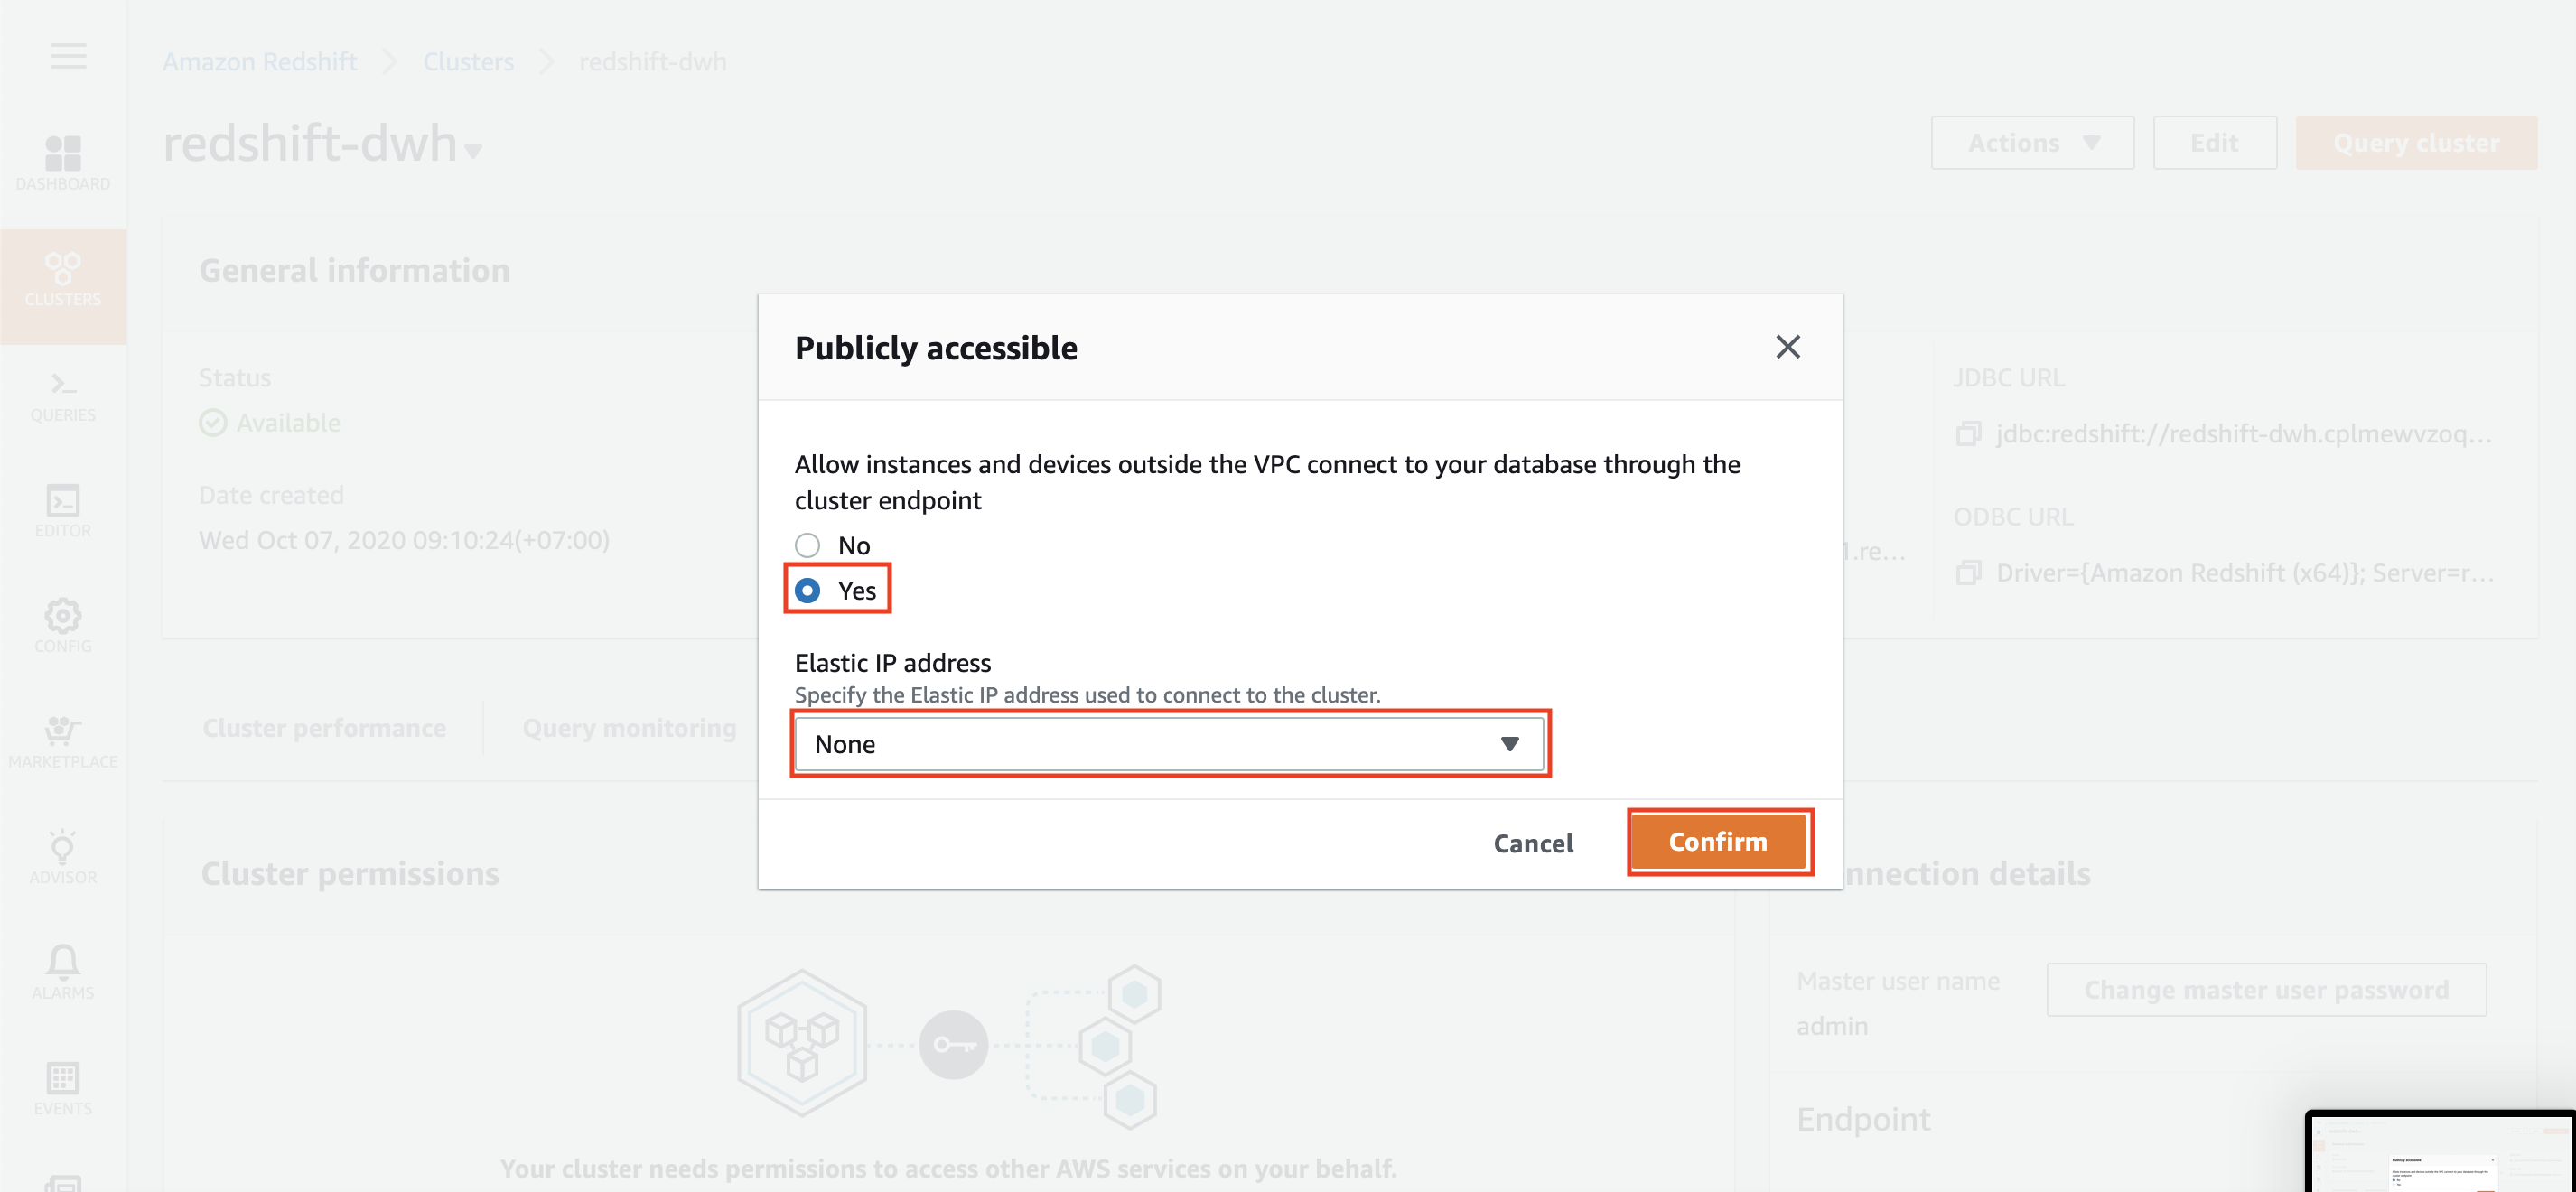 Amazon Redshift
Clusters
redshift-dwh
redshift-dwh
Actions
Edit
Query cluster
DASHBOARD
CLUSTERS
QUERIES
EDITOR
CONFIG
MARKETPLACE
ADVISOR
ALARMS
EVENTS
General information
Status
Available
Date created
Wed Oct 07, 2020 09:10:24(+07:00)
1.re...
JDBC URL
jdbc:redshift://redshift-dwh.cplmewvzoq...
ODBC URL
Driver={Amazon Redshift (x64)}; Server=r...
Publicly accessible
Allow instances and devices outside the VPC connect to your database through the
cluster endpoint
No
Yes
Elastic IP address
Specify the Elastic IP address used to connect to the cluster.
None
Cancel
Confirm
Cluster performance
Query monitoring
Cluster permissions
Your cluster needs permissions to access other AWS services on your behalf.
nnection details
Master user name
admin
Change master user password
Endpoint